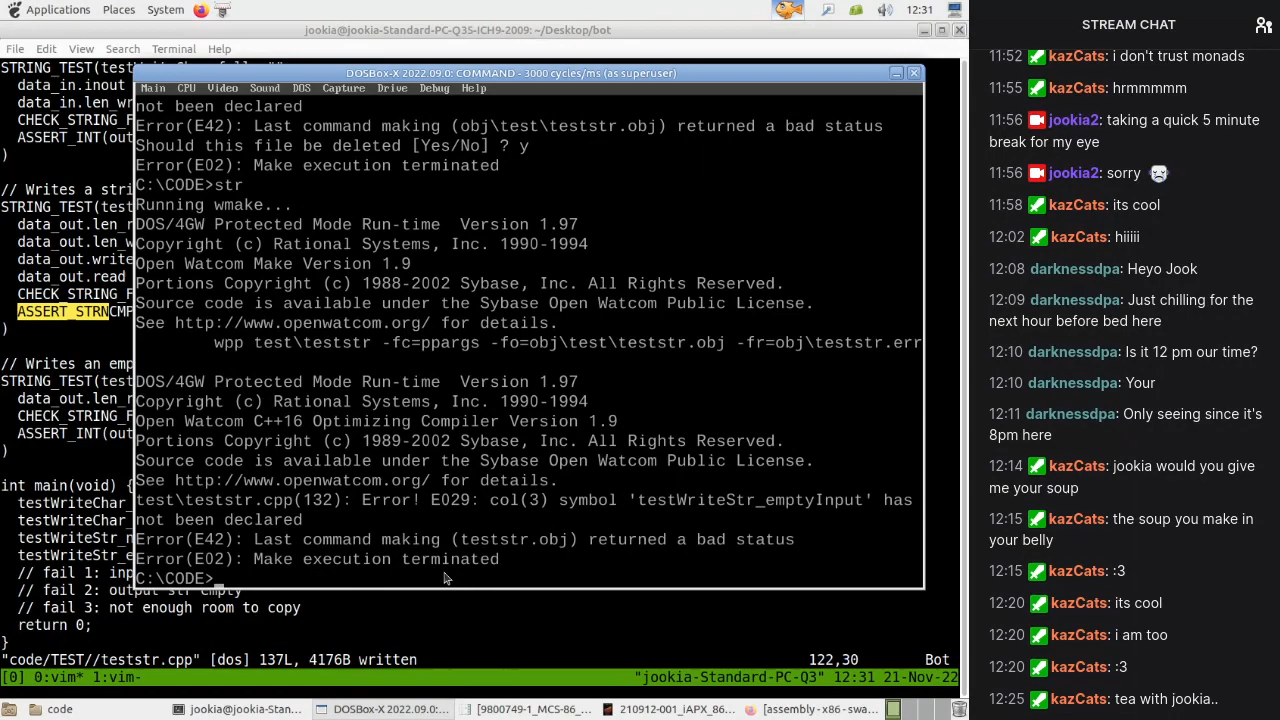 Applications Places System 12:31
jookia@jookia-Standard-PC-Q35-ICH9-2009: ~/Desktop/bot
File Edit View Search Terminal Help
data_in.inout
data_in.len_wr
CHECK_STRING_F
ASSERT_INT(out
)
// Writes a stri
STRING_TEST(test
data_out.len_r
data_out.len_w
data_out.write
data_out.read
CHECK_STRING_F
ASSERT_STRNCMP
)
// Writes an emp
STRING_TEST(test
data_out.len_r
CHECK_STRING_F
ASSERT_INT(out
)
int main(void) {
testWriteChar_
testWriteChar_
testWriteStr_n
testWriteStr_e
// fail 1: inp
// fail 2: output str empty
// fail 3: not enough room to copy
return 0;
}
"code/TEST//teststr.cpp" [dos] 137L, 4176B written 122,30 Bot
[0] 0:vim* 1:vim- "jookia-Standard-PC-Q3" 12:31 21-Nov-22
DOSBox-X 2022.09.0: COMMAND - 3000 cycles/ms (as superuser)
Main CPU Video Sound DOS Capture Drive Debug Help
not been declared
Error(E42): Last command making (obj\test\teststr.obj) returned a bad status
Should this file be deleted [Yes/No] ? y
Error(E02): Make execution terminated
C:\CODE>str
Running wmake...
DOS/4GW Protected Mode Run-time Version 1.97
Copyright (c) Rational Systems, Inc. 1990-1994
Open Watcom Make Version 1.9
Portions Copyright (c) 1988-2002 Sybase, Inc. All Rights Reserved.
Source code is available under the Sybase Open Watcom Public License.
See http://www.openwatcom.org/ for details.
wpp test\teststr -fc=ppargs -fo=obj\test\teststr.obj -fr=obj\teststr.err
DOS/4GW Protected Mode Run-time Version 1.97
Copyright (c) Rational Systems, Inc. 1990-1994
Open Watcom C++16 Optimizing Compiler Version 1.9
Portions Copyright (c) 1989-2002 Sybase, Inc. All Rights Reserved.
Source code is available under the Sybase Open Watcom Public License.
See http://www.openwatcom.org/ for details.
test\teststr.cpp(132): Error! E029: col(3) symbol 'testWriteStr_emptyInput' has
not been declared
Error(E42): Last command making (teststr.obj) returned a bad status
Error(E02): Make execution terminated
C:\CODE>_
code jookia@jookia-Stan... DOSBox-X 2022.09.0:... [9800749-1_MCS-86_... 210912-001_iAPX_86... [assembly - x86 - swa...
STREAM CHAT
11:52 kazCats: i don't trust monads
11:55 kazCats: hrmmmmm
11:56 jookia2: taking a quick 5 minute
break for my eye
11:56 jookia2: sorry
11:58 kazCats: its cool
12:02 kazCats: hiiiii
12:08 darknessdpa: Heyo Jook
12:09 darknessdpa: Just chilling for the
next hour before bed here
12:10 darknessdpa: Is it 12 pm our time?
12:10 darknessdpa: Your
12:11 darknessdpa: Only seeing since it's
8pm here
12:14 kazCats: jookia would you give
me your soup
12:15 kazCats: the soup you make in
your belly
12:15 kazCats: :3
12:20 kazCats: its cool
12:20 kazCats: i am too
12:20 kazCats: :3
12:25 kazCats: tea with jookia..